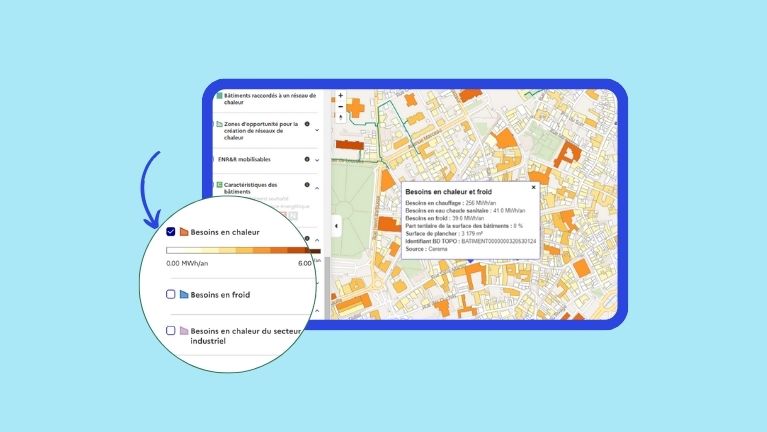 Bâtiments raccordés à un réseau de
chaleur
Zones d'opportunité pour la
création de réseaux de
chaleur
ENR&R mobilisables
Caractéristiques des
bâtiments
Besoins en chaleur
0.00 MWh/an
6.00
Besoins en froid
Besoins en chaleur du secteur
industriel
+
−
Besoins en chaleur et froid
Besoins en chauffage : 256 MWh/an
Besoins en eau chaude sanitaire : 41.0 MWh/an
Besoins en froid : 39.0 MWh/an
Part tertiaire de la surface des bâtiments : 0 %
Surface de plancher : 3 179 m²
Identifiant BD TOPO : BATIMENT0000000320530124
Source : Cerema